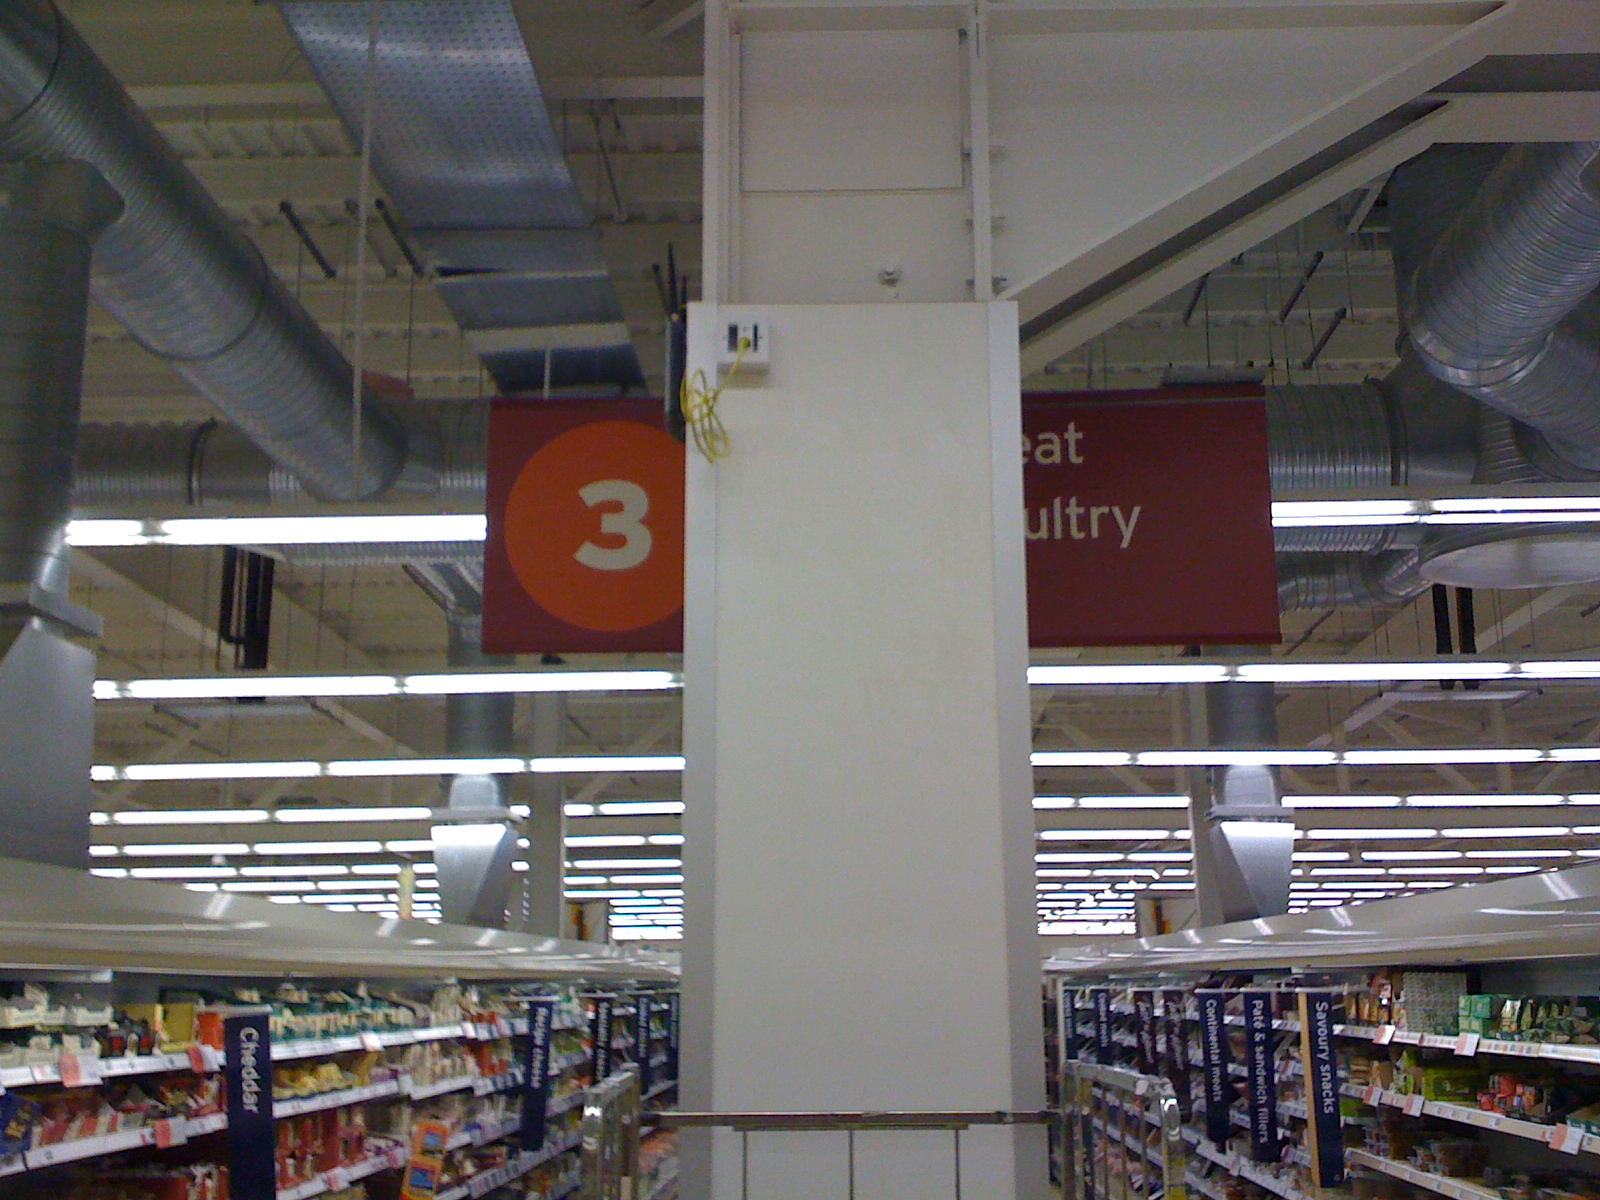 3
eat
ultry
Cheddar
Recipe cheese
Continental meats
Paté & sandwich fillers
Savoury snacks